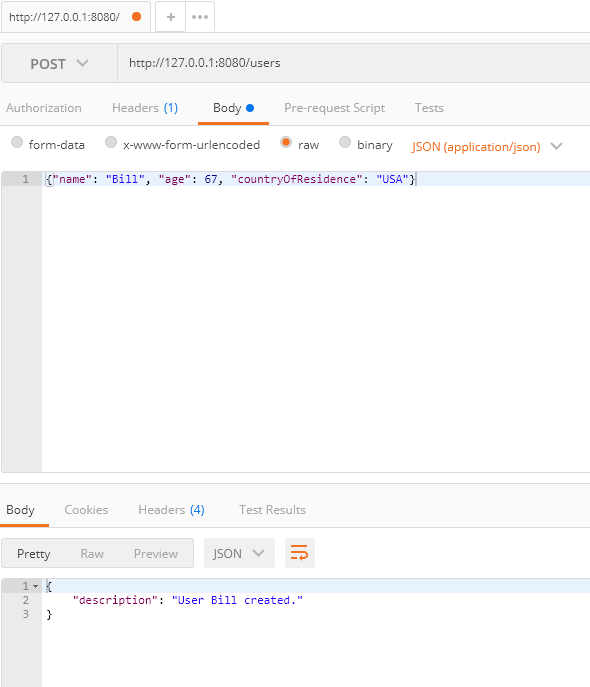 http://127.0.0.1:8080/ + •••
POST http://127.0.0.1:8080/users
Authorization Headers (1) Body Pre-request Script Tests
form-data x-www-form-urlencoded raw binary JSON (application/json)
1 {"name": "Bill", "age": 67, "countryOfResidence": "USA"}
Body Cookies Headers (4) Test Results
Pretty Raw Preview JSON
1 {
2 "description": "User Bill created."
3 }